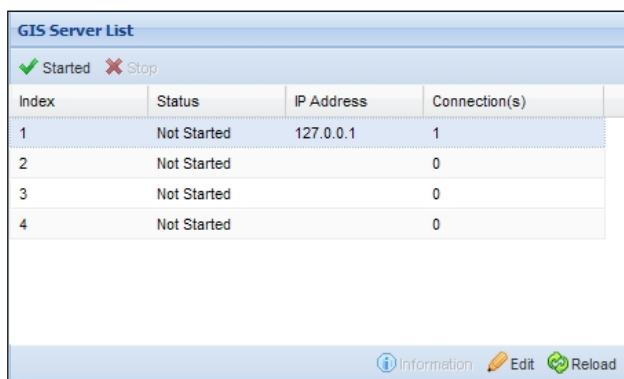 GIS Server List
Started Stop
Index Status IP Address Connection(s)
1 Not Started 127.0.0.1 1
2 Not Started 0
3 Not Started 0
4 Not Started 0
Information Edit Reload